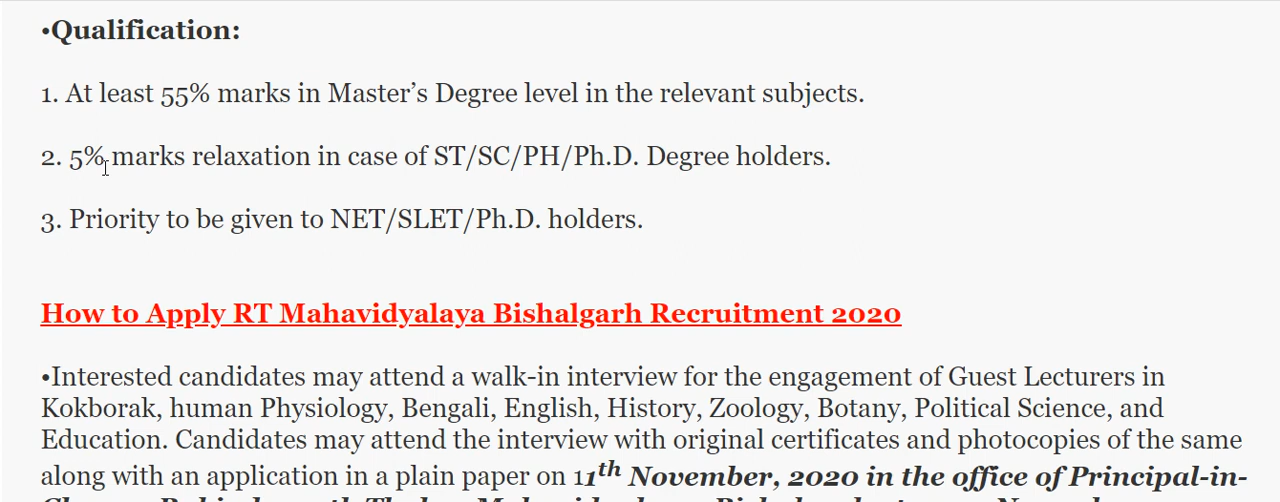 •Qualification:
1. At least 55% marks in Master’s Degree level in the relevant subjects.
2. 5% marks relaxation in case of ST/SC/PH/Ph.D. Degree holders.
3. Priority to be given to NET/SLET/Ph.D. holders.
How to Apply RT Mahavidyalaya Bishalgarh Recruitment 2020
•Interested candidates may attend a walk-in interview for the engagement of Guest Lecturers in
Kokborak, human Physiology, Bengali, English, History, Zoology, Botany, Political Science, and
Education. Candidates may attend the interview with original certificates and photocopies of the same
along with an application in a plain paper on 11th November, 2020 in the office of Principal-in-